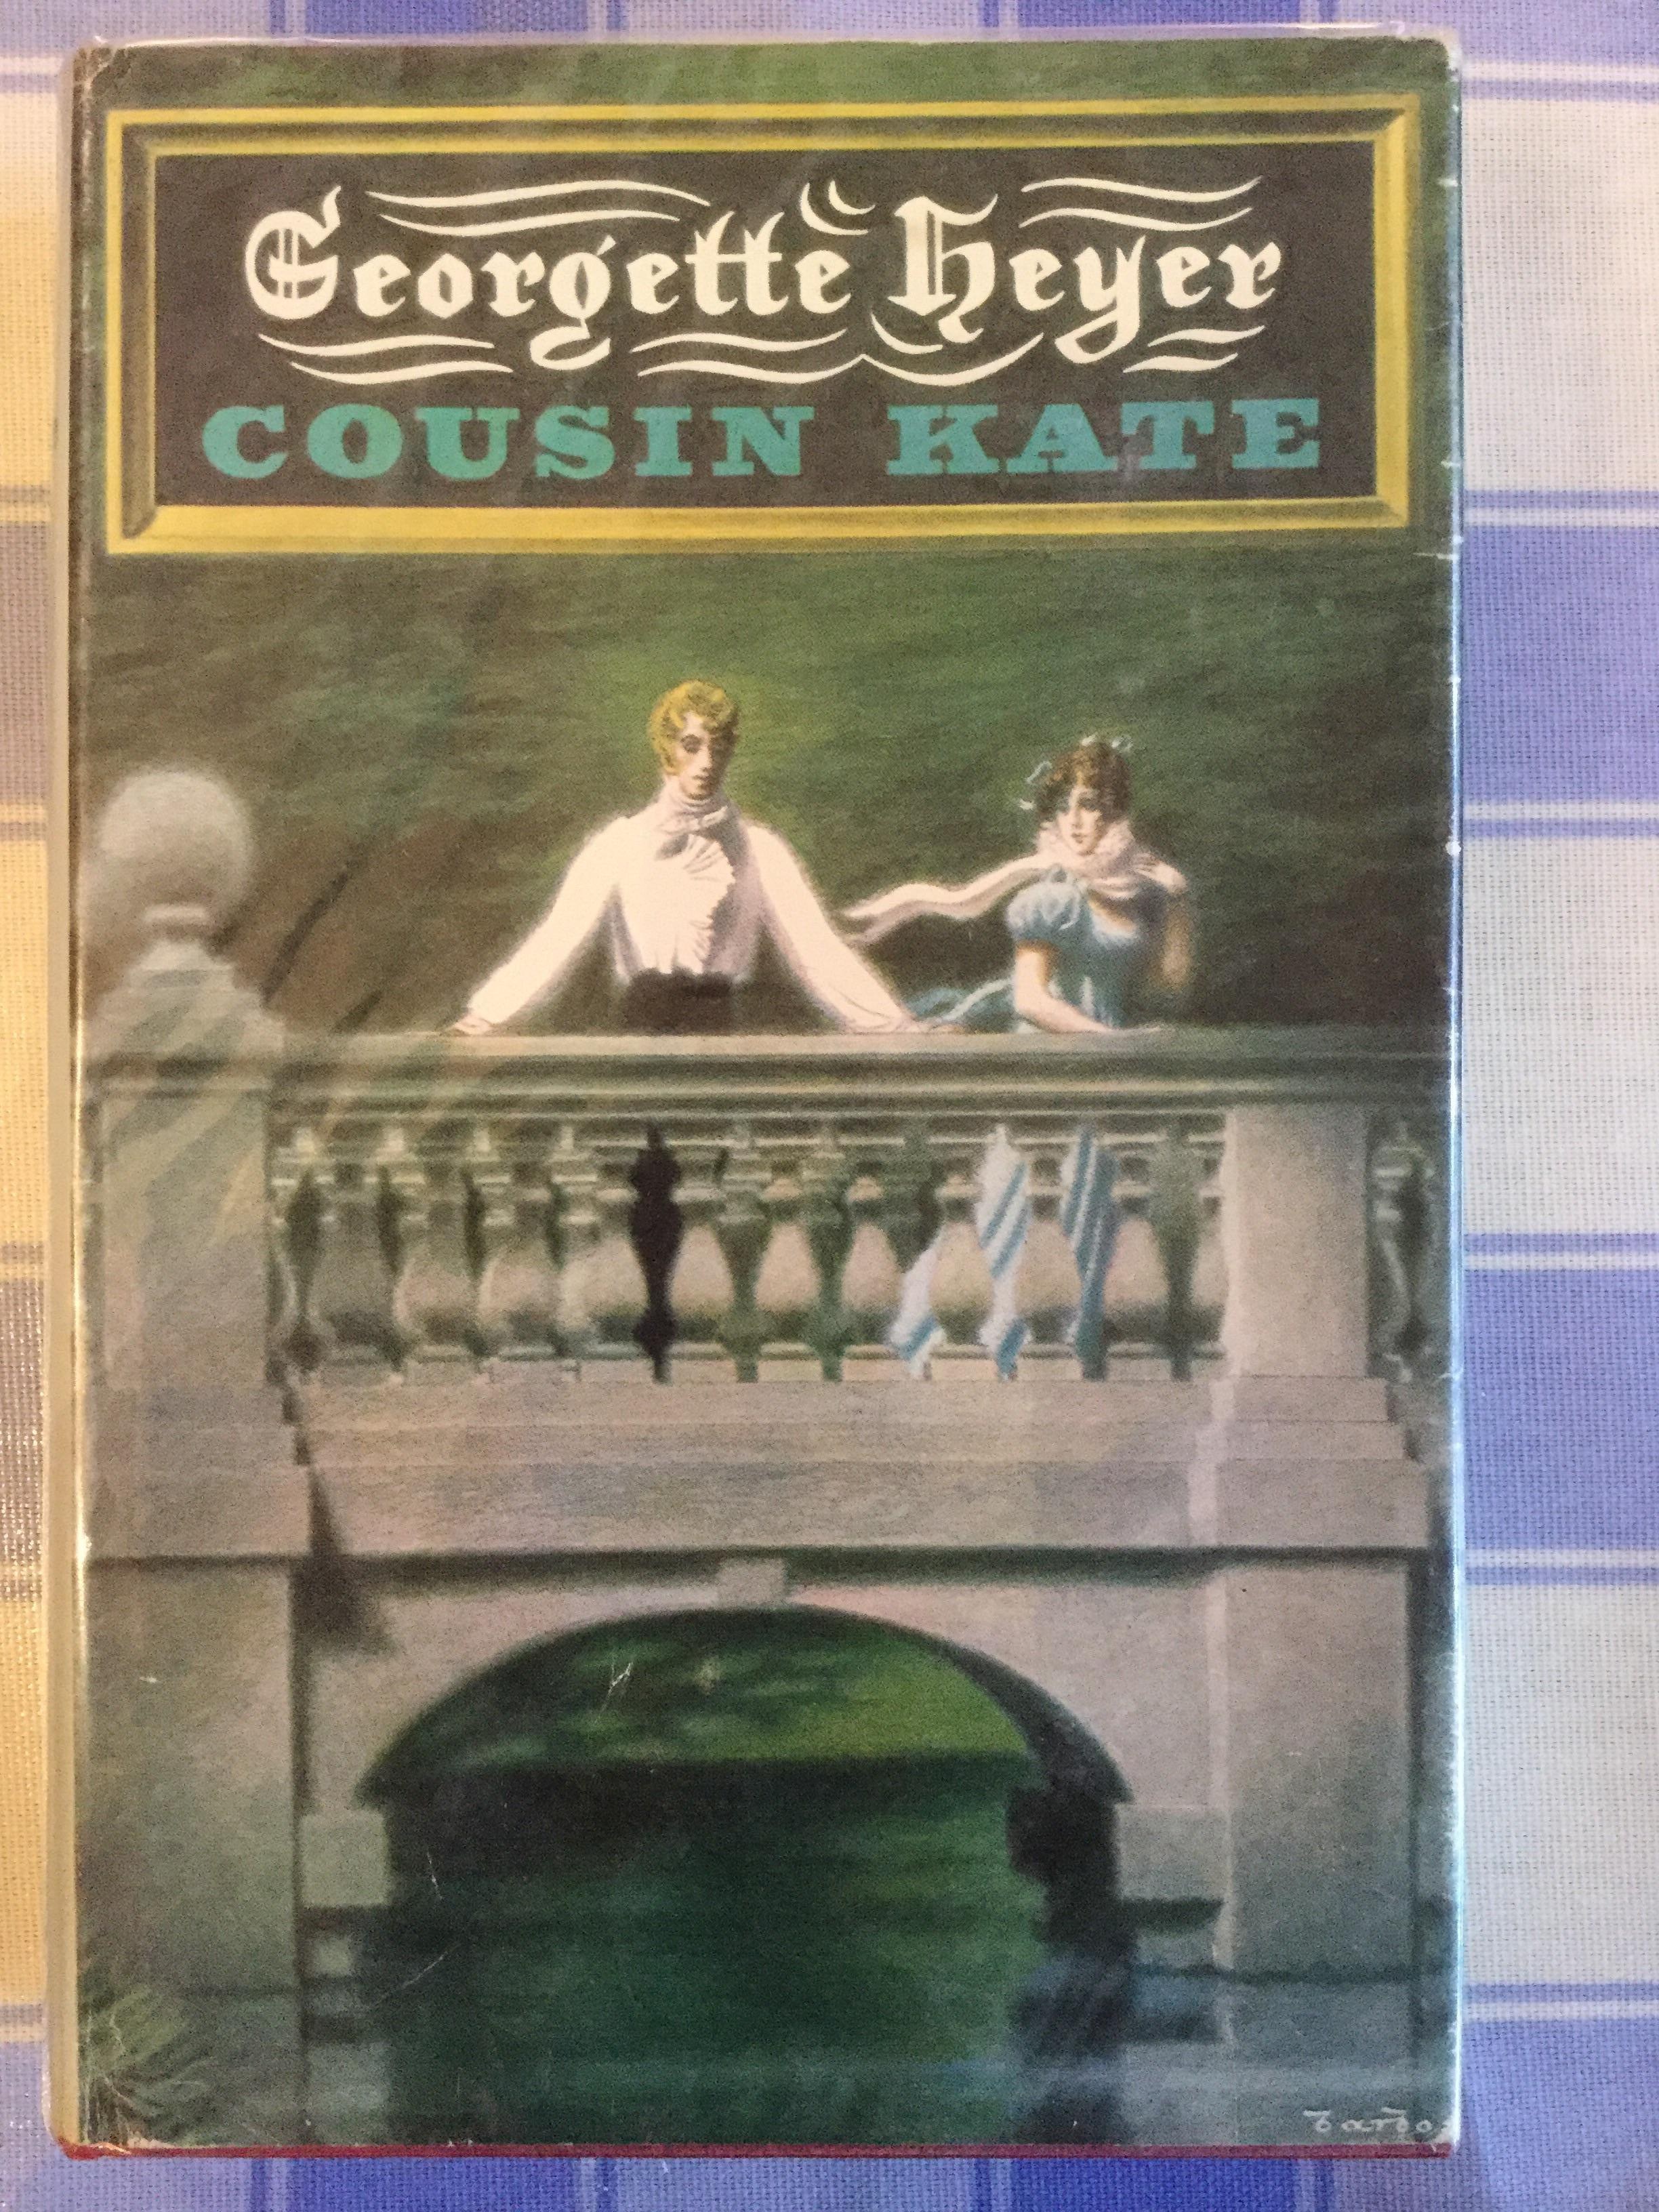 Georgette Heyer
COUSIN KATE